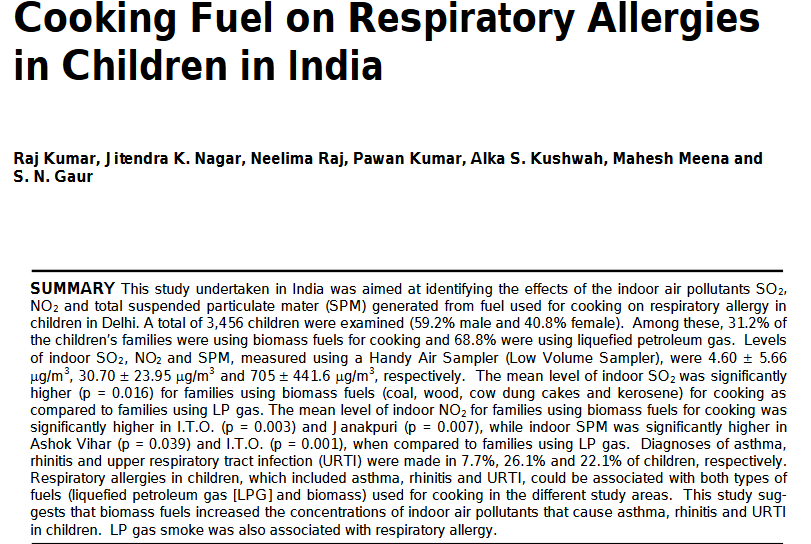 Cooking Fuel on Respiratory Allergies
in Children in India
Raj Kumar, Jitendra K. Nagar, Neelima Raj, Pawan Kumar, Alka S. Kushwah, Mahesh Meena and
S. N. Gaur
SUMMARY This study undertaken in India was aimed at identifying the effects of the indoor air pollutants SO₂,
NO₂ and total suspended particulate mater (SPM) generated from fuel used for cooking on respiratory allergy in
children in Delhi. A total of 3,456 children were examined (59.2% male and 40.8% female). Among these, 31.2% of
the children's families were using biomass fuels for cooking and 68.8% were using liquefied petroleum gas. Levels
of indoor SO₂, NO₂ and SPM, measured using a Handy Air Sampler (Low Volume Sampler), were 4.60 ± 5.66
µg/m³, 30.70 ± 23.95 µg/m³ and 705 ± 441.6 µg/m³, respectively. The mean level of indoor SO₂ was significantly
higher (p = 0.016) for families using biomass fuels (coal, wood, cow dung cakes and kerosene) for cooking as
compared to families using LP gas. The mean level of indoor NO₂ for families using biomass fuels for cooking was
significantly higher in I.T.O. (p = 0.003) and Janakpuri (p = 0.007), while indoor SPM was significantly higher in
Ashok Vihar (p = 0.039) and I.T.O. (p = 0.001), when compared to families using LP gas. Diagnoses of asthma,
rhinitis and upper respiratory tract infection (URTI) were made in 7.7%, 26.1% and 22.1% of children, respectively.
Respiratory allergies in children, which included asthma, rhinitis and URTI, could be associated with both types of
fuels (liquefied petroleum gas [LPG] and biomass) used for cooking in the different study areas. This study sug-
gests that biomass fuels increased the concentrations of indoor air pollutants that cause asthma, rhinitis and URTI
in children. LP gas smoke was also associated with respiratory allergy.